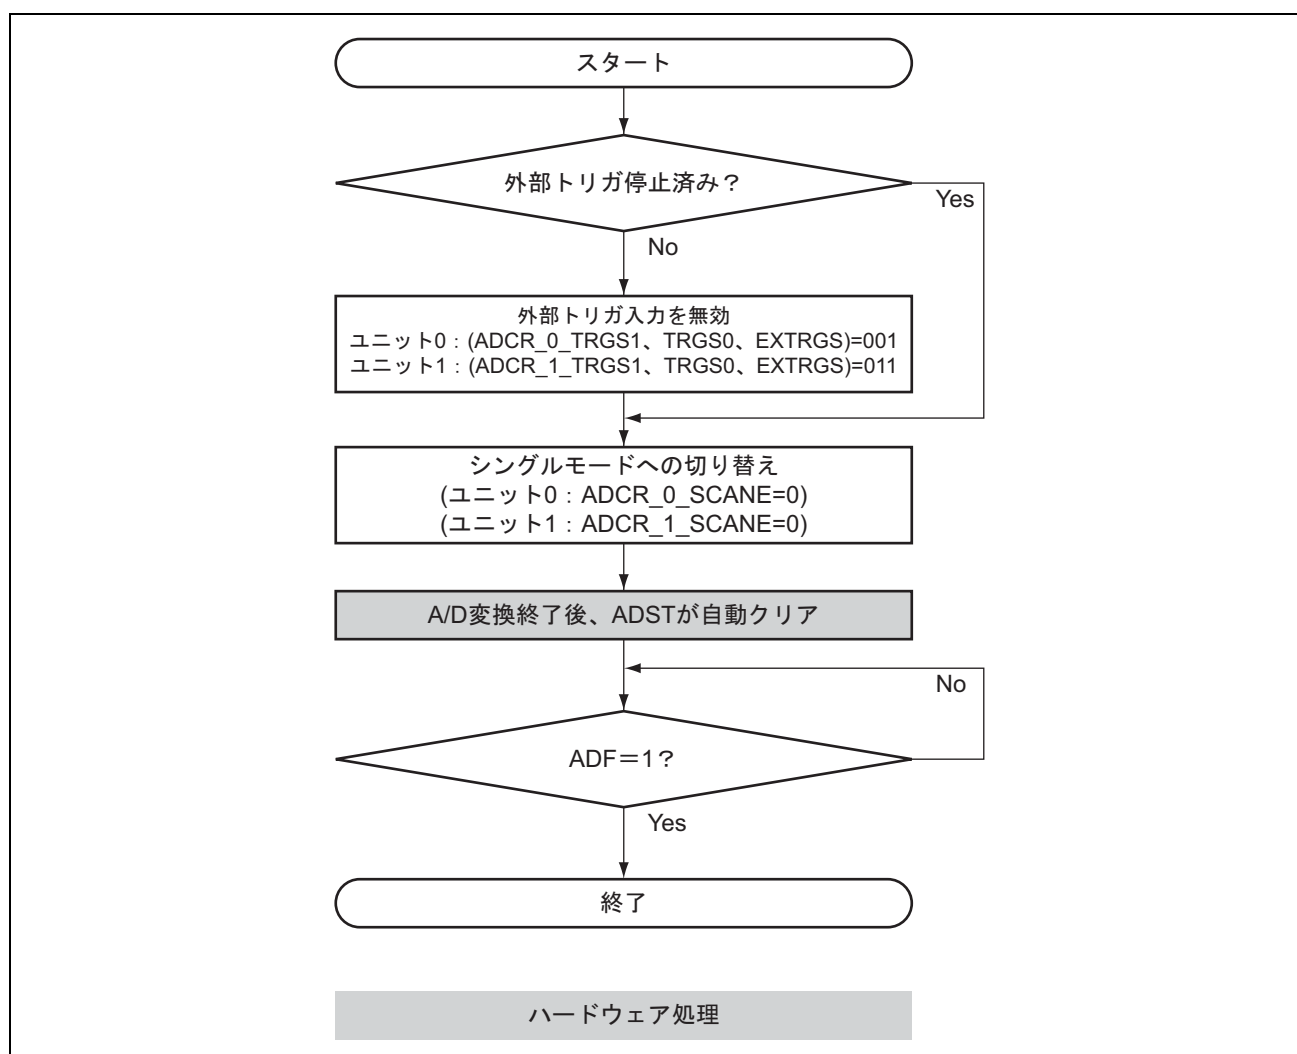 スタート
外部トリガ停止済み？
Yes
No
外部トリガ入力を無効
ユニット0：(ADCR_0_TRGS1、TRGS0、EXTRGS)=001
ユニット1：(ADCR_1_TRGS1、TRGS0、EXTRGS)=011
シングルモードへの切り替え
(ユニット0：ADCR_0_SCANE=0)
(ユニット1：ADCR_1_SCANE=0)
A/D変換終了後、ADSTが自動クリア
No
ADF＝1？
Yes
終了
ハードウェア処理